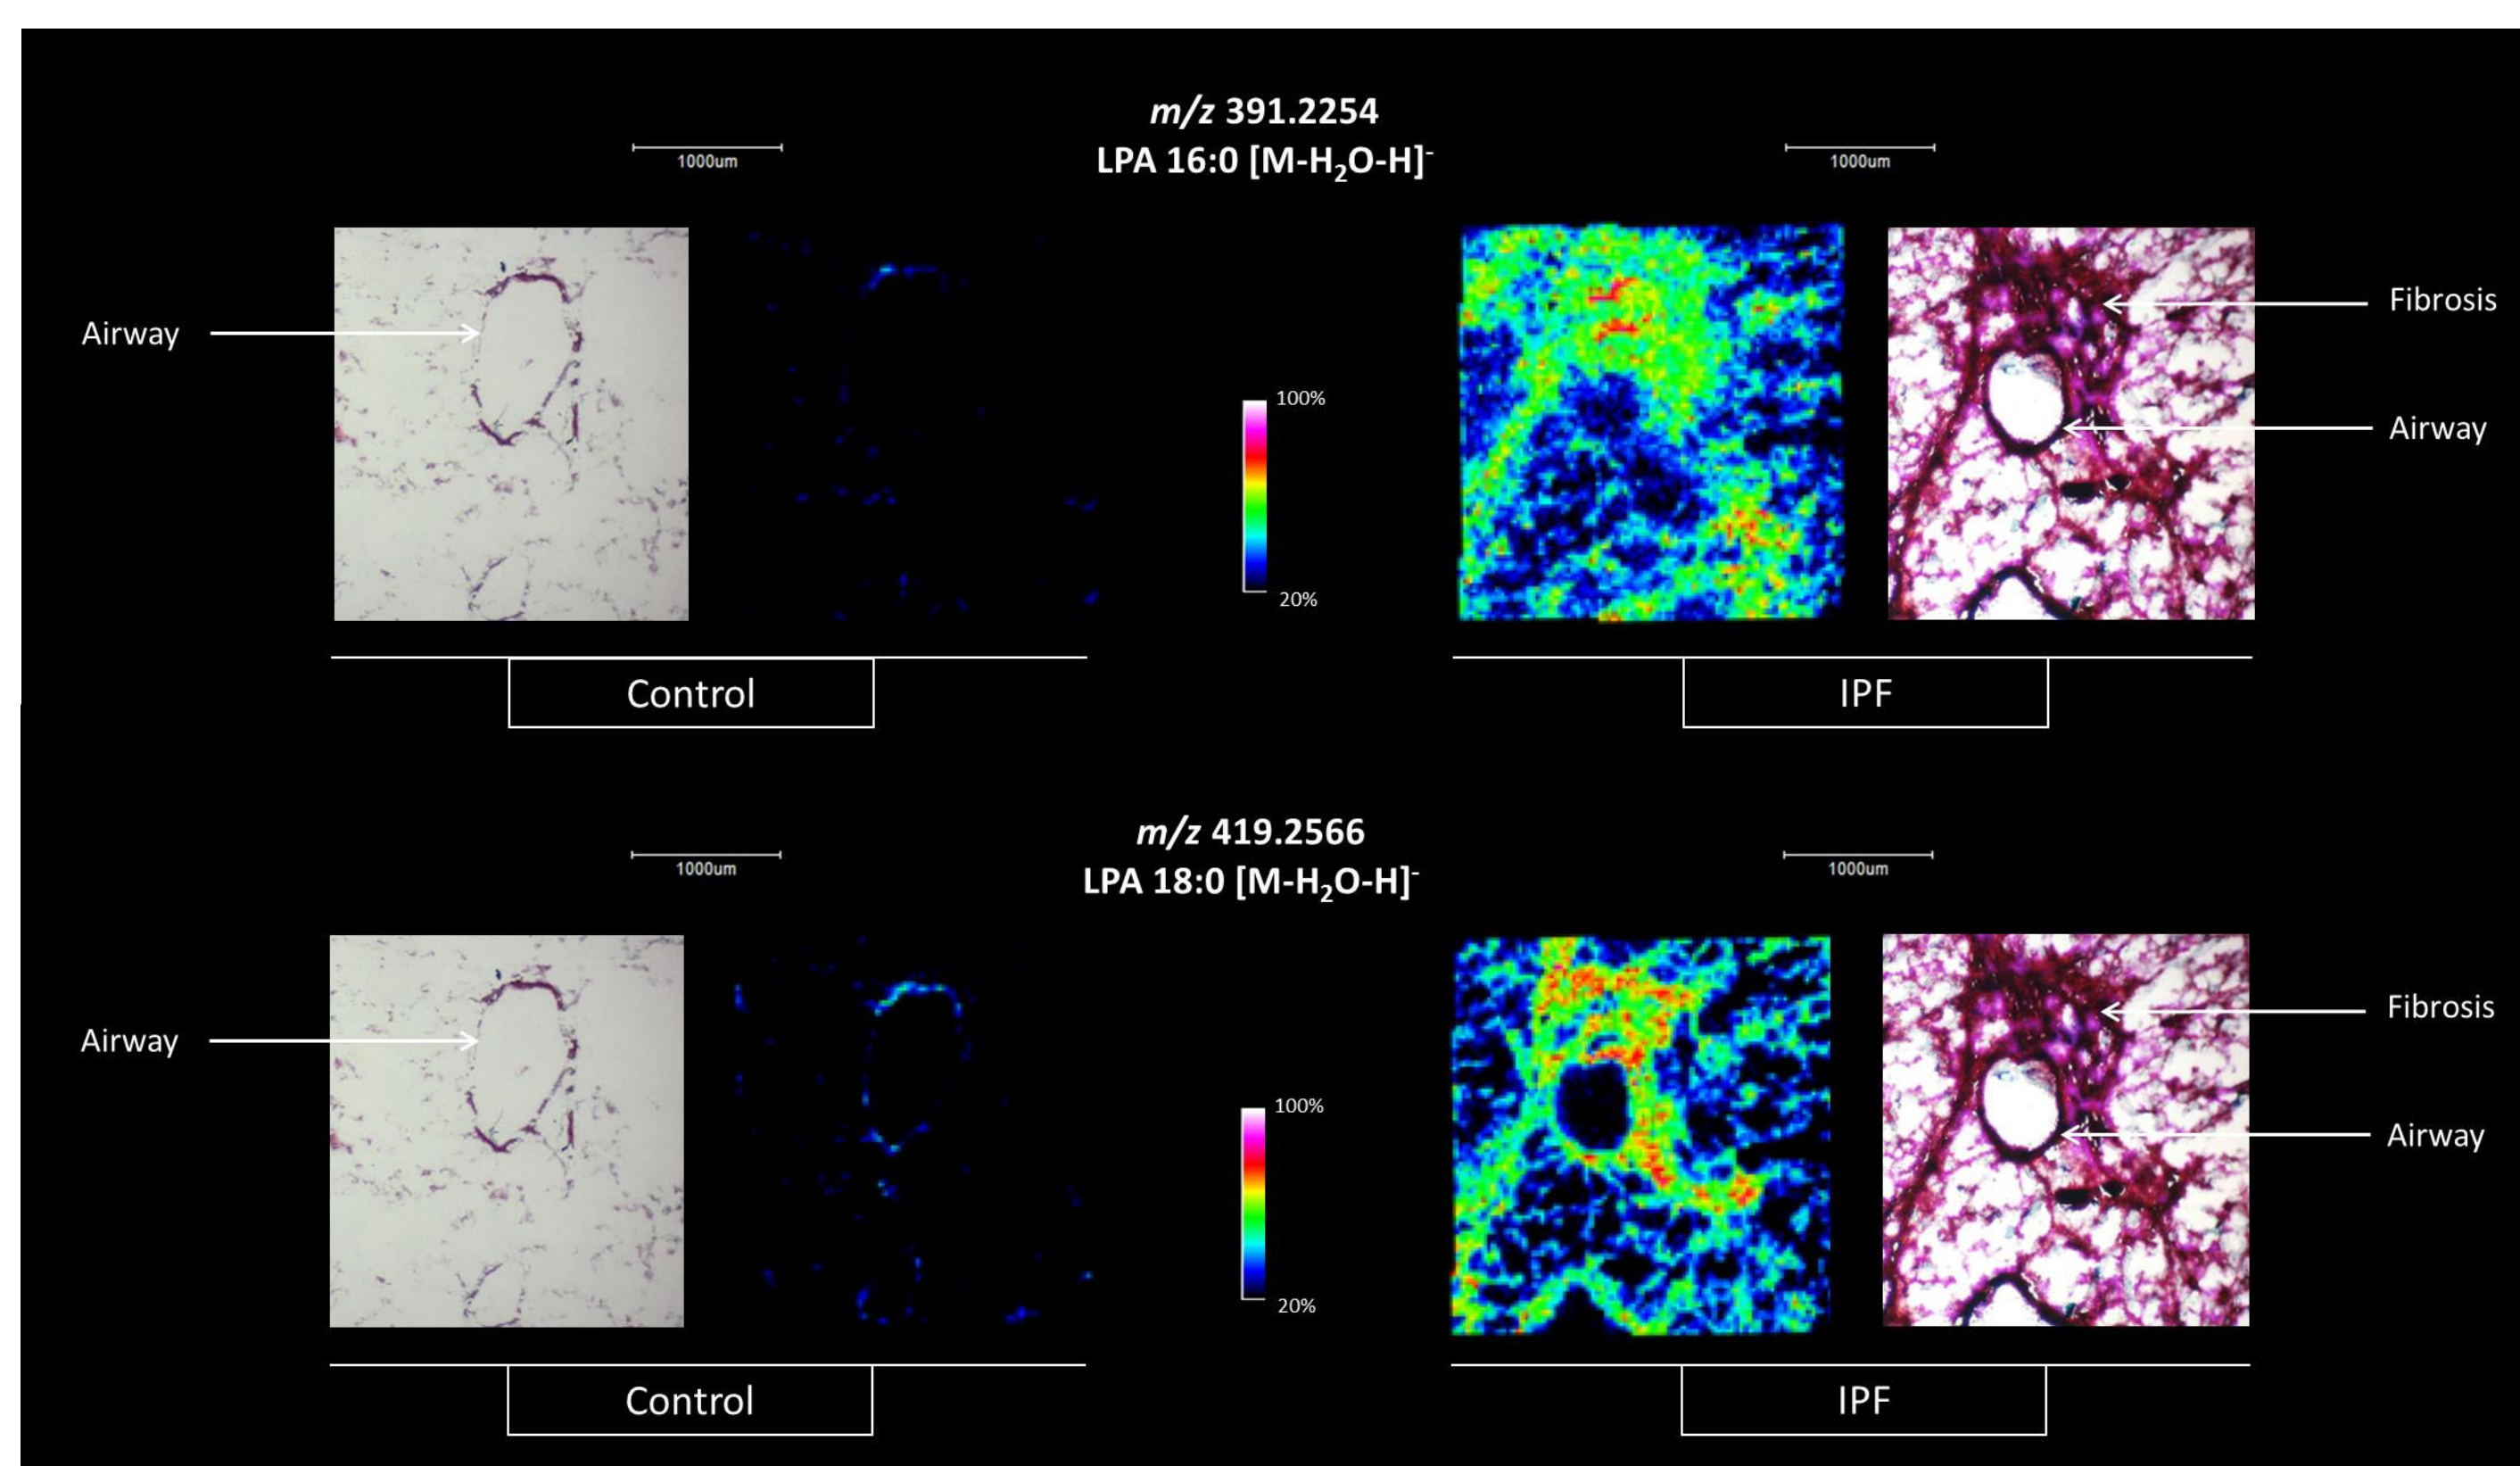 m/z 391.2254
LPA 16:0 [M-H₂O-H]⁻
1000um
1000um
Airway
Fibrosis
Airway
100%
20%
Control
IPF
m/z 419.2566
LPA 18:0 [M-H₂O-H]⁻
1000um
1000um
Airway
Fibrosis
Airway
100%
20%
Control
IPF